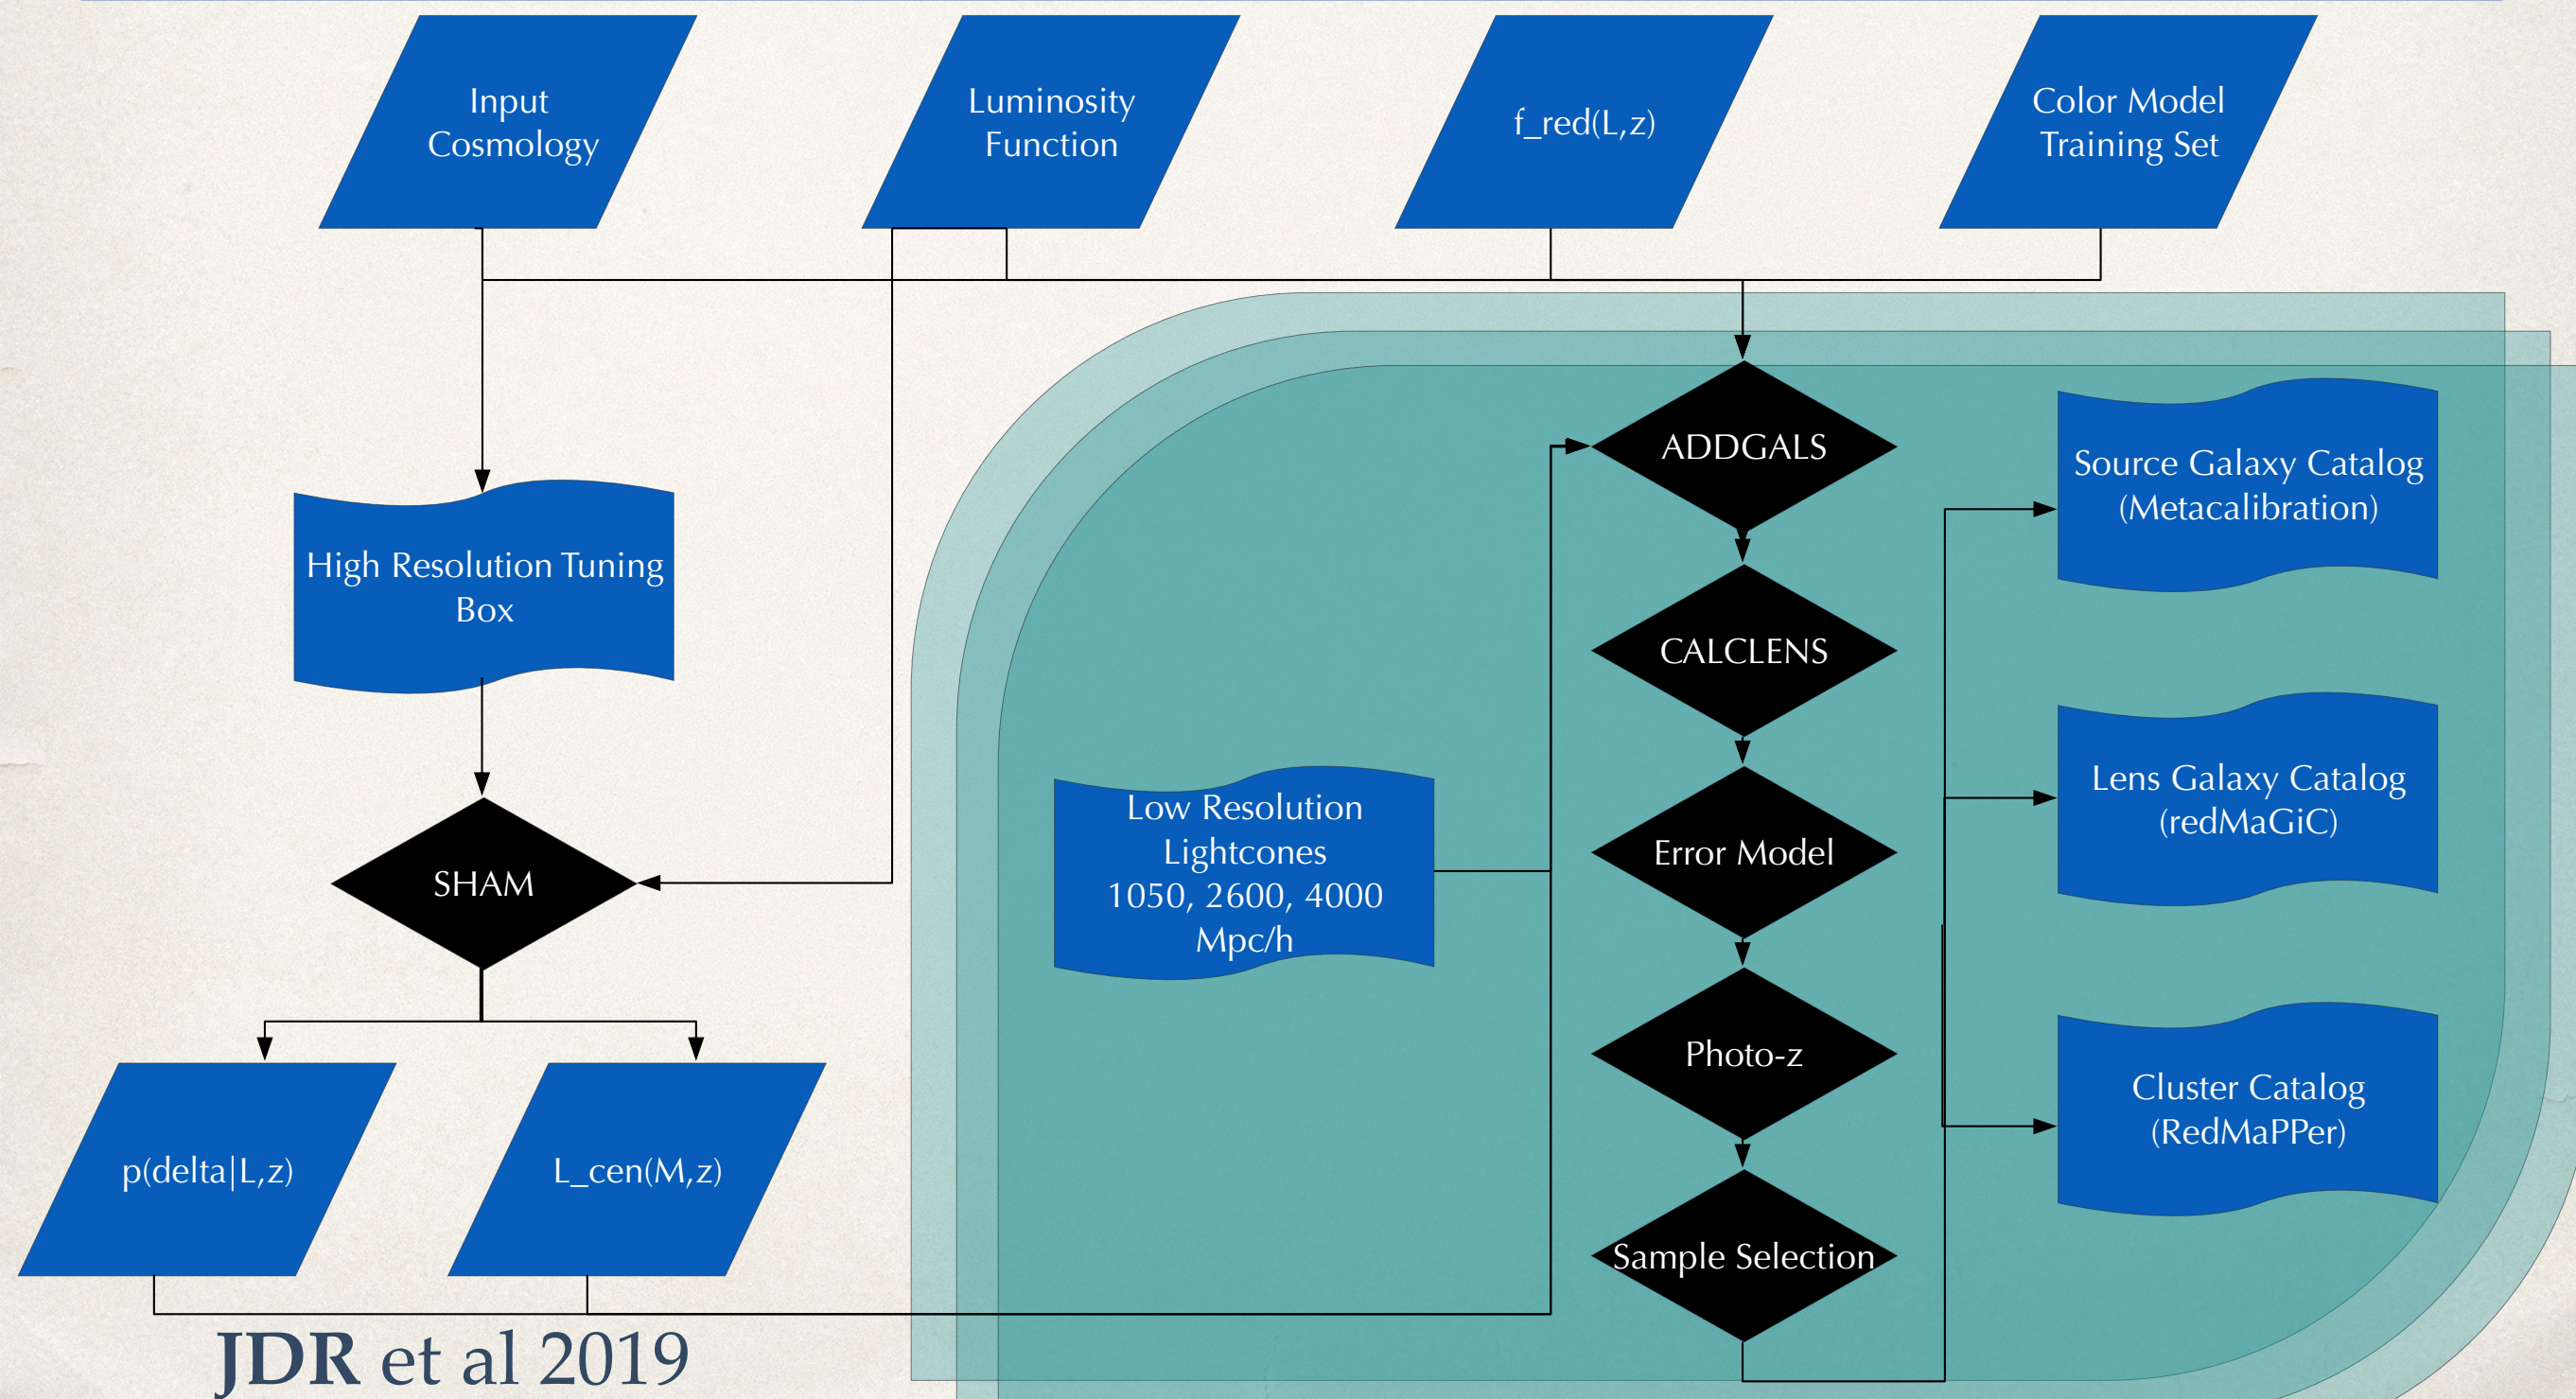 Input
Cosmology
Luminosity
Function
f_red(L,z)
Color Model
Training Set
High Resolution Tuning
Box
SHAM
p(delta|L,z)
L_cen(M,z)
Low Resolution
Lightcones
1050, 2600, 4000
Mpc/h
ADDGALS
CALCLENS
Error Model
Photo-z
Sample Selection
Source Galaxy Catalog
(Metacalibration)
Lens Galaxy Catalog
(redMaGiC)
Cluster Catalog
(RedMaPPer)
JDR et al 2019